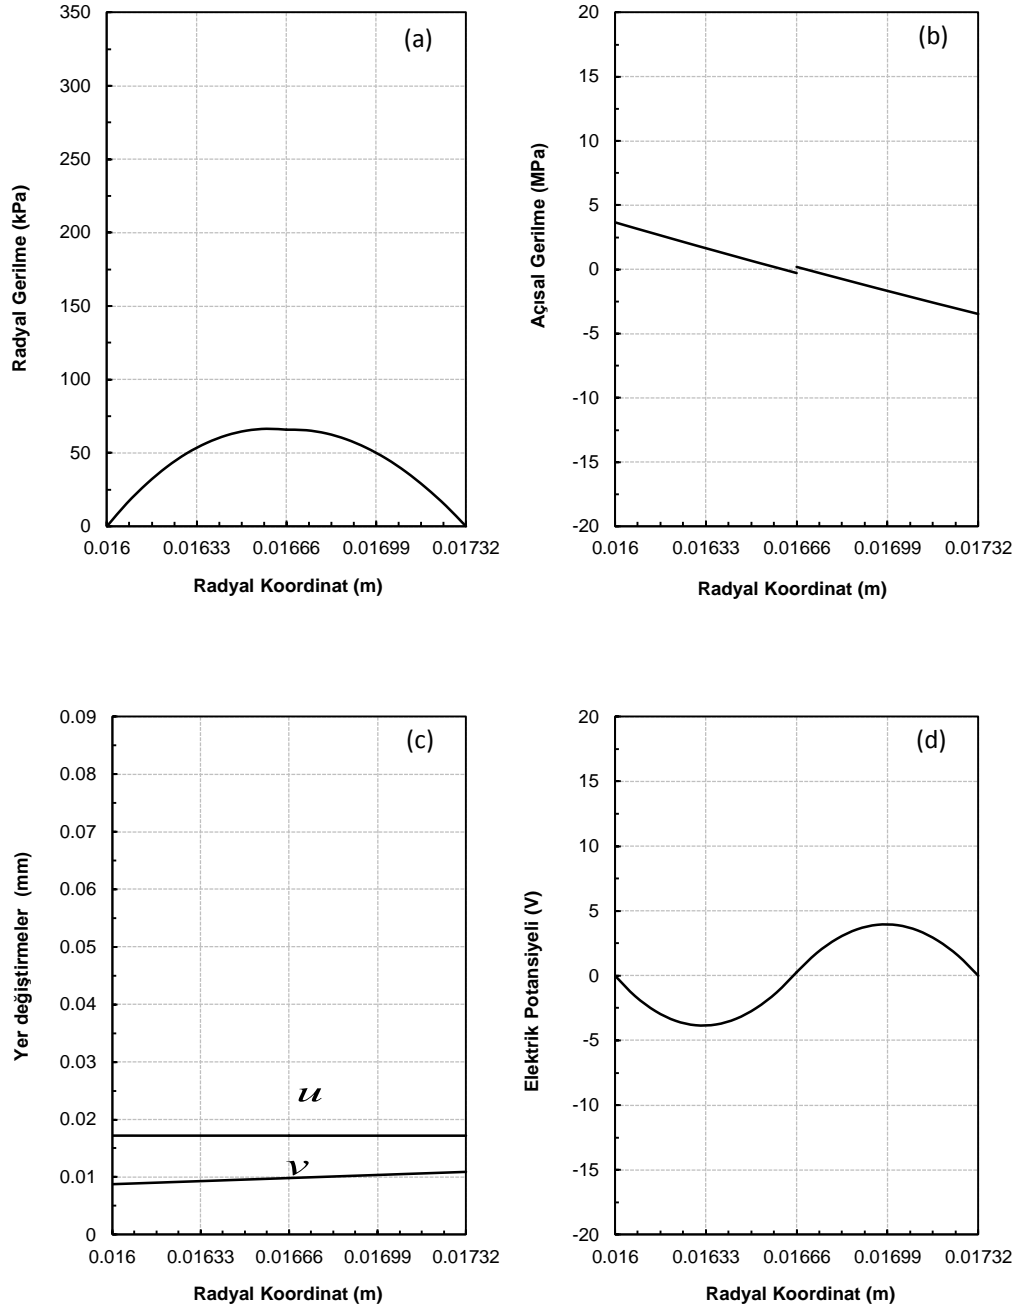 (a)
350
300
250
200
150
100
50
0
Radyal Gerilme (kPa)
0.016 0.01633 0.01666 0.01699 0.01732
Radyal Koordinat (m)
(b)
20
15
10
5
0
-5
-10
-15
-20
Açısal Gerilme (MPa)
0.016 0.01633 0.01666 0.01699 0.01732
Radyal Koordinat (m)
(c)
0.09
0.08
0.07
0.06
0.05
0.04
0.03
0.02
0.01
0
Yer değiştirmeler (mm)
u
v
0.016 0.01633 0.01666 0.01699 0.01732
Radyal Koordinat (m)
(d)
20
15
10
5
0
-5
-10
-15
-20
Elektrik Potansiyeli (V)
0.016 0.01633 0.01666 0.01699 0.01732
Radyal Koordinat (m)